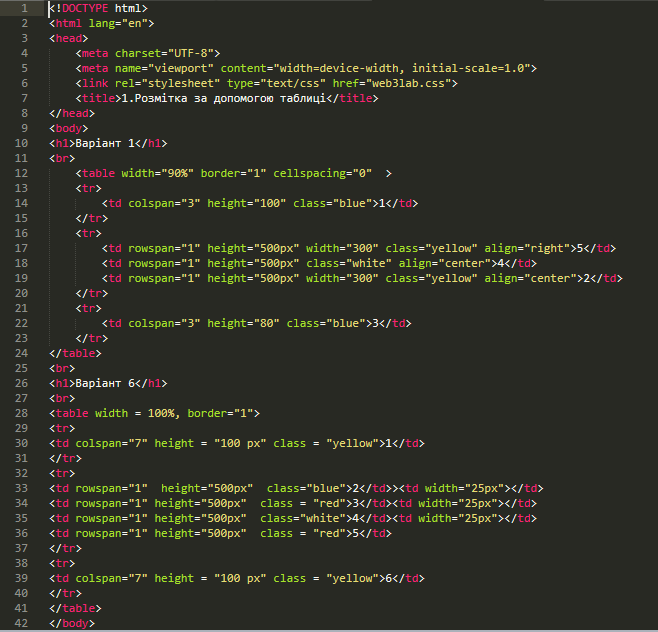 1 <!DOCTYPE html>
2 <html lang="en">
3 <head>
4     <meta charset="UTF-8">
5     <meta name="viewport" content="width=device-width, initial-scale=1.0">
6     <link rel="stylesheet" type="text/css" href="web3lab.css">
7     <title>1.Розмітка за допомогою таблиці</title>
8 </head>
9 <body>
10 <h1>Варіант 1</h1>
11 <br>
12     <table width="90%" border="1" cellspacing="0"  >
13     <tr>
14         <td colspan="3" height="100" class="blue">1</td>
15     </tr>
16     <tr>
17         <td rowspan="1" height="500px" width="300" class="yellow" align="right">5</td>
18         <td rowspan="1" height="500px" class="white" align="center">4</td>
19         <td rowspan="1" height="500px" width="300" class="yellow" align="center">2</td>
20     </tr>
21     <tr>
22         <td colspan="3" height="80" class="blue">3</td>
23     </tr>
24 </table>
25 <br>
26 <h1>Варіант 6</h1>
27 <br>
28 <table width = 100%, border="1">
29 <tr>
30 <td colspan="7" height = "100 px" class = "yellow">1</td>
31 </tr>
32 <tr>
33 <td rowspan="1"  height="500px"  class="blue">2</td>><td width="25px"></td>
34 <td rowspan="1" height="500px"  class = "red">3</td><td width="25px"></td>
35 <td rowspan="1" height="500px"  class="white">4</td><td width="25px"></td>
36 <td rowspan="1" height="500px"  class = "red">5</td>
37 </tr>
38 <tr>
39 <td colspan="7" height = "100 px" class = "yellow">6</td>
40 </tr>
41 </table>
42 </body>